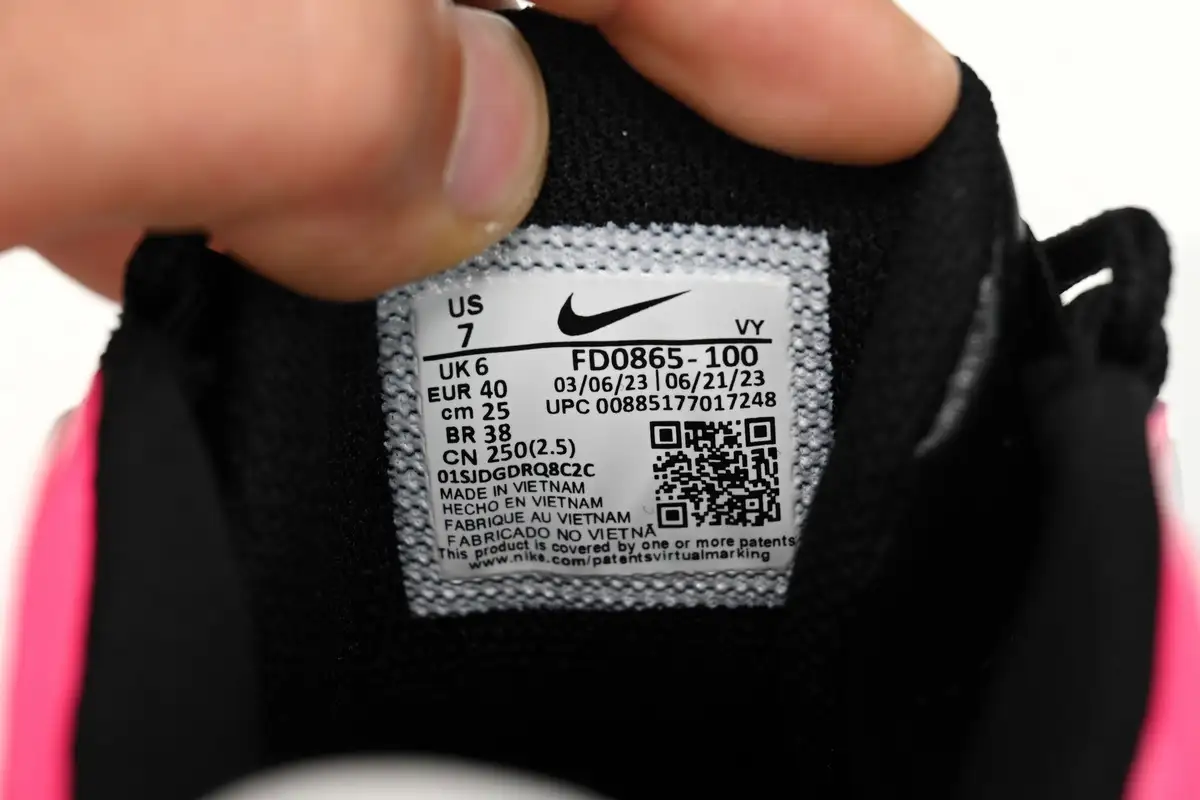 US
7
VY
UK 6
FD0865-100
EUR 40
03/06/23 | 06/21/23
cm 25
UPC 00885177017248
BR 38
CN 250(2.5)
01SJDGDRQ8C2C
MADE IN VIETNAM
HECHO EN VIETNAM
FABRIQUE AU VIETNAM
FABRICADO NO VIETNÃ
This product is covered by one or more patents
www.nike.com/patentsvirtualmarking